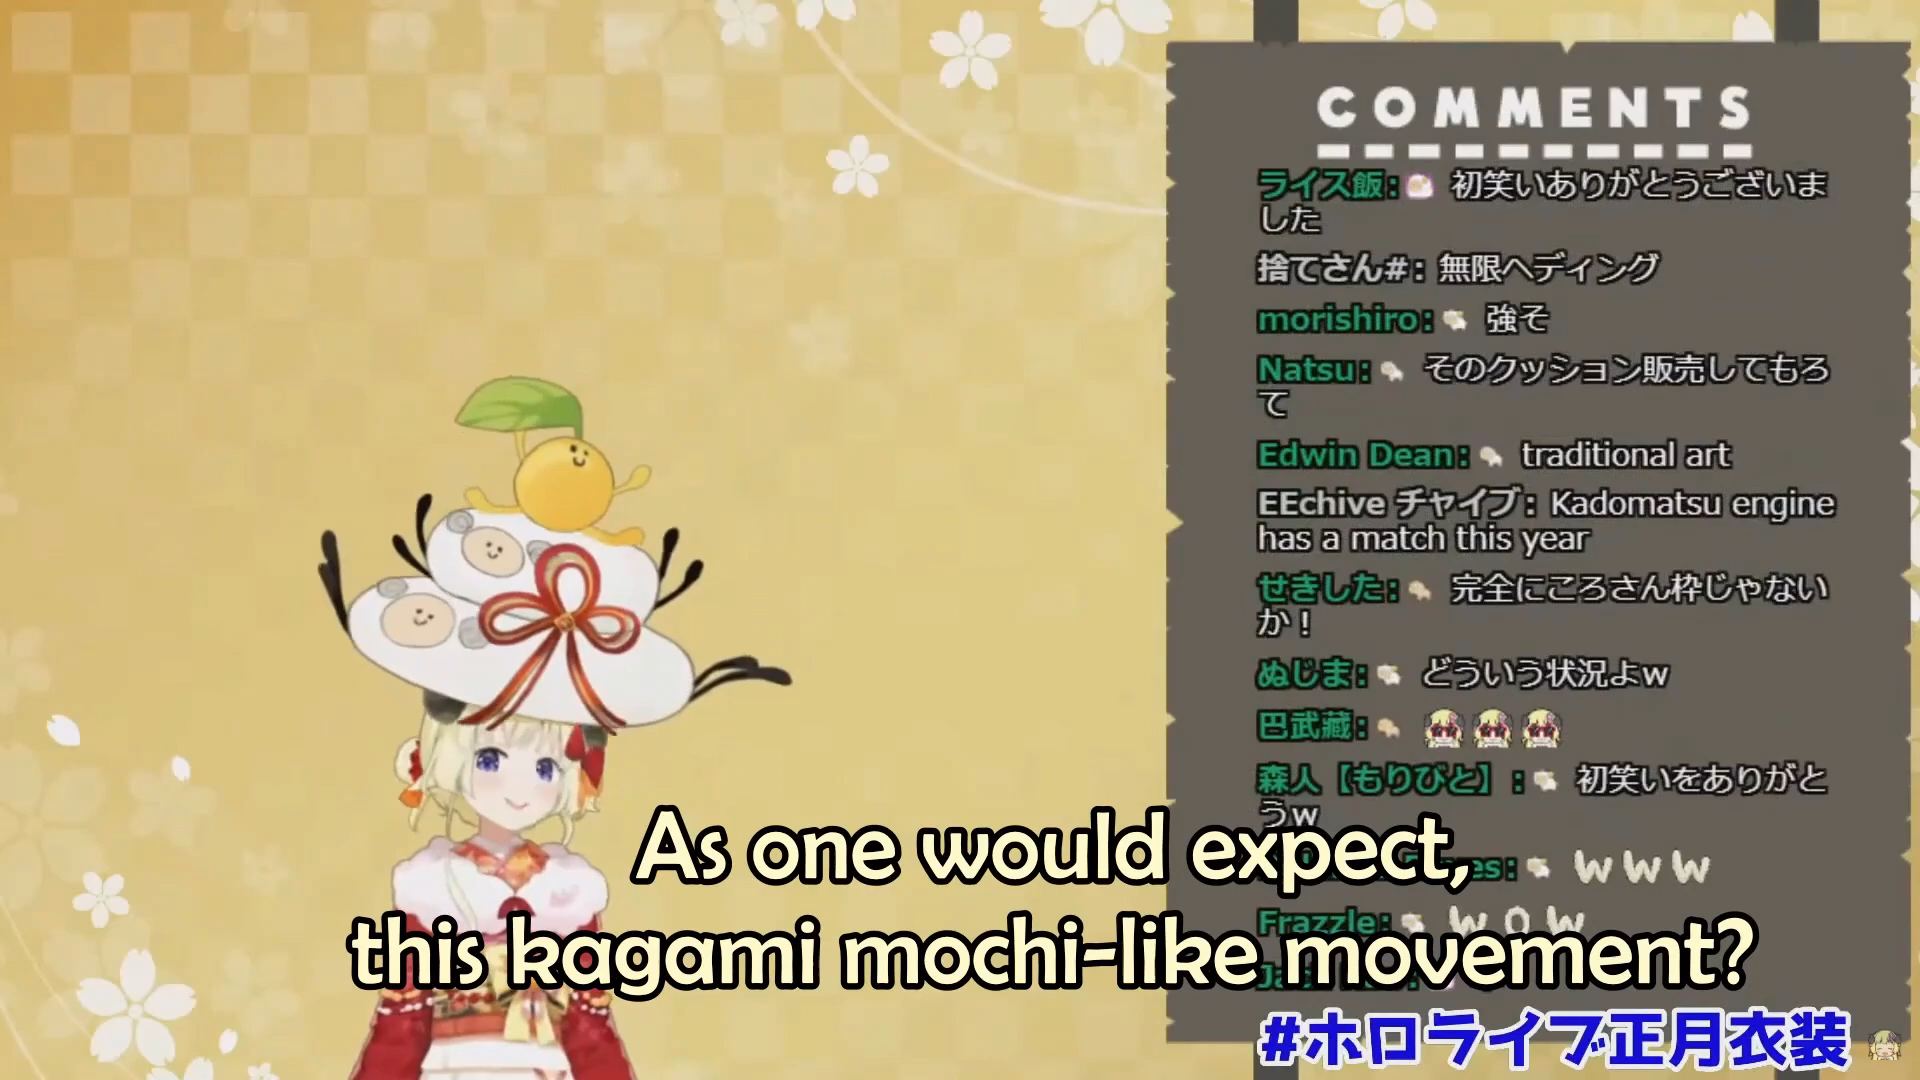 COMMENTS
ライス飯: 初笑いありがとうございま
した
捨てさん#: 無限ヘディング
morishiro: 強そ
Natsu: そのクッション販売してもろ
て
Edwin Dean: traditional art
EEchive チャイブ: Kadomatsu engine
has a match this year
せきした: 完全にころさん枠じゃない
か!
ぬじま: どういう状況よw
巴武藏:
森人【もりびと】: 初笑いをありがと
うw
As one would expect,
www
Frazzle: WOW
this kagami mochi-like movement?
#ホロライブ正月衣装